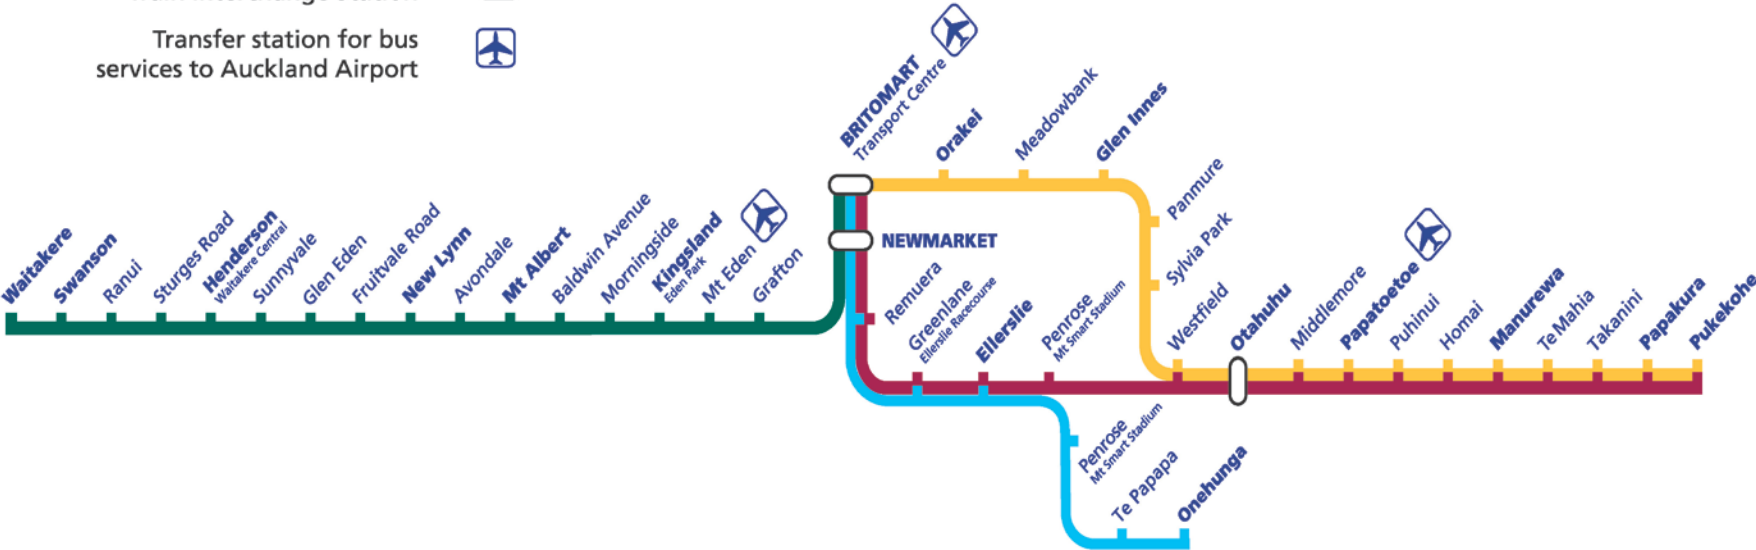 Train interchange station
Transfer station for bus
services to Auckland Airport
Waitakere
Swanson
Ranui
Sturges Road
Henderson
Waitakere Central
Sunnyvale
Glen Eden
Fruitvale Road
New Lynn
Avondale
Mt Albert
Baldwin Avenue
Morningside
Kingsland
Eden Park
Mt Eden
Grafton
BRITOMART
Transport Centre
NEWMARKET
Orakei
Meadowbank
Glen Innes
Panmure
Sylvia Park
Remuera
Greenlane
Ellerslie Racecourse
Ellerslie
Penrose
Mt Smart Stadium
Westfield
Otahuhu
Middlemore
Papatoetoe
Puhinui
Homai
Manurewa
Te Mahia
Takanini
Papakura
Pukekohe
Penrose
Mt Smart Stadium
Te Papapa
Onehunga